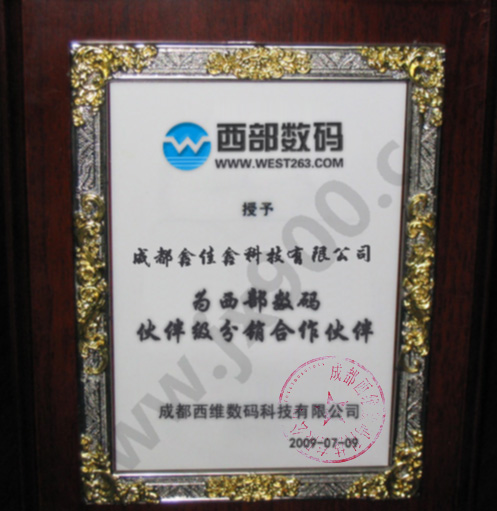 西部数码
WWW.WEST263.COM
授予
成都鑫佳鑫科技有限公司
为西部数码
伙伴级分销合作伙伴
成都西维数码科技有限公司
2009-07-09